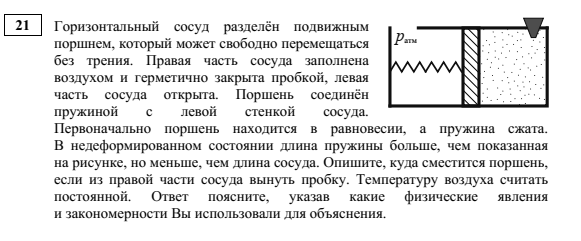 21
Горизонтальный сосуд разделён подвижным
поршнем, который может свободно перемещаться
без трения. Правая часть сосуда заполнена
воздухом и герметично закрыта пробкой, левая
часть сосуда открыта. Поршень соединён
пружиной с левой стенкой сосуда.
pатм
Первоначально поршень находится в равновесии, а пружина сжата.
В недеформированном состоянии длина пружины больше, чем показанная
на рисунке, но меньше, чем длина сосуда. Опишите, куда сместится поршень,
если из правой части сосуда вынуть пробку. Температуру воздуха считать
постоянной. Ответ поясните, указав какие физические явления
и закономерности Вы использовали для объяснения.